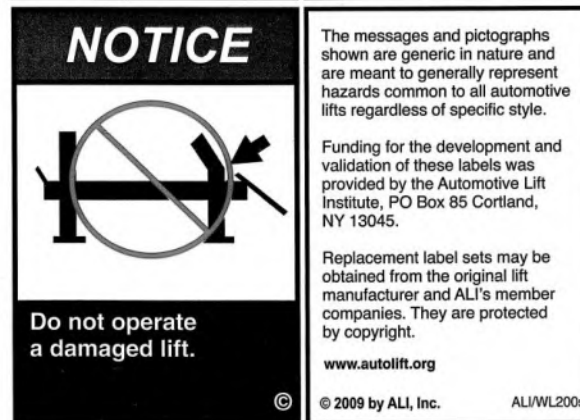 NOTICE
Do not operate
a damaged lift.
©
The messages and pictographs
shown are generic in nature and
are meant to generally represent
hazards common to all automotive
lifts regardless of specific style.
Funding for the development and
validation of these labels was
provided by the Automotive Lift
Institute, PO Box 85 Cortland,
NY 13045.
Replacement label sets may be
obtained from the original lift
manufacturer and ALI's member
companies. They are protected
by copyright.
www.autolift.org
© 2009 by ALI, Inc. ALI/WL200s